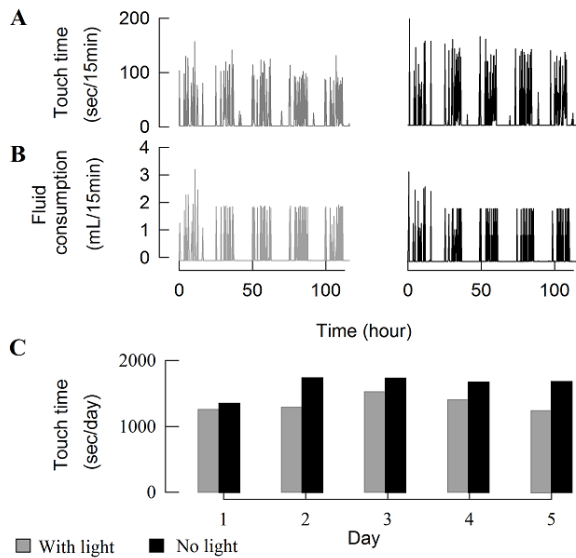 A
Touch time
(sec/15min)
200
100
0
B
Fluid
consumption
(mL/15min)
4
3
2
1
0
0 50 100
0 50 100
Time (hour)
C
Touch time
(sec/day)
2000
1000
0
1 2 3 4 5
Day
With light No light